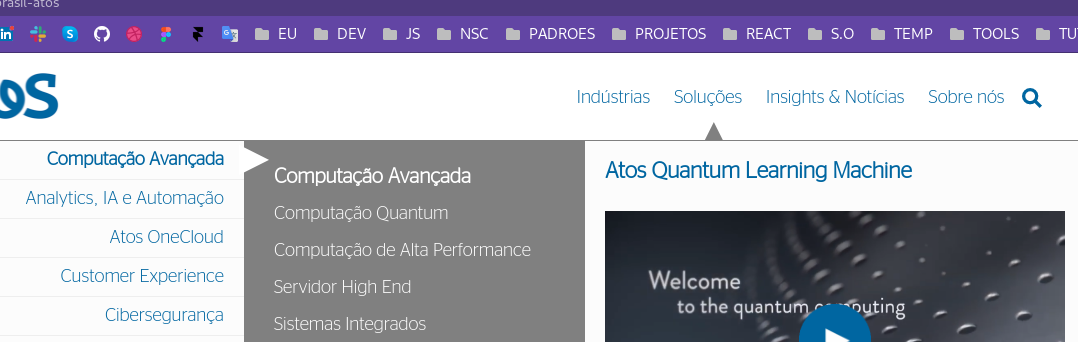 brasil-atos
in
EU DEV JS NSC PADROES PROJETOS REACT S.O TEMP TOOLS TU
os
Indústrias Soluções Insights & Notícias Sobre nós
Computação Avançada
Analytics, IA e Automação
Atos OneCloud
Customer Experience
Cibersegurança
Computação Avançada
Computação Quantum
Computação de Alta Performance
Servidor High End
Sistemas Integrados
Atos Quantum Learning Machine
Welcome
to the quantum computing